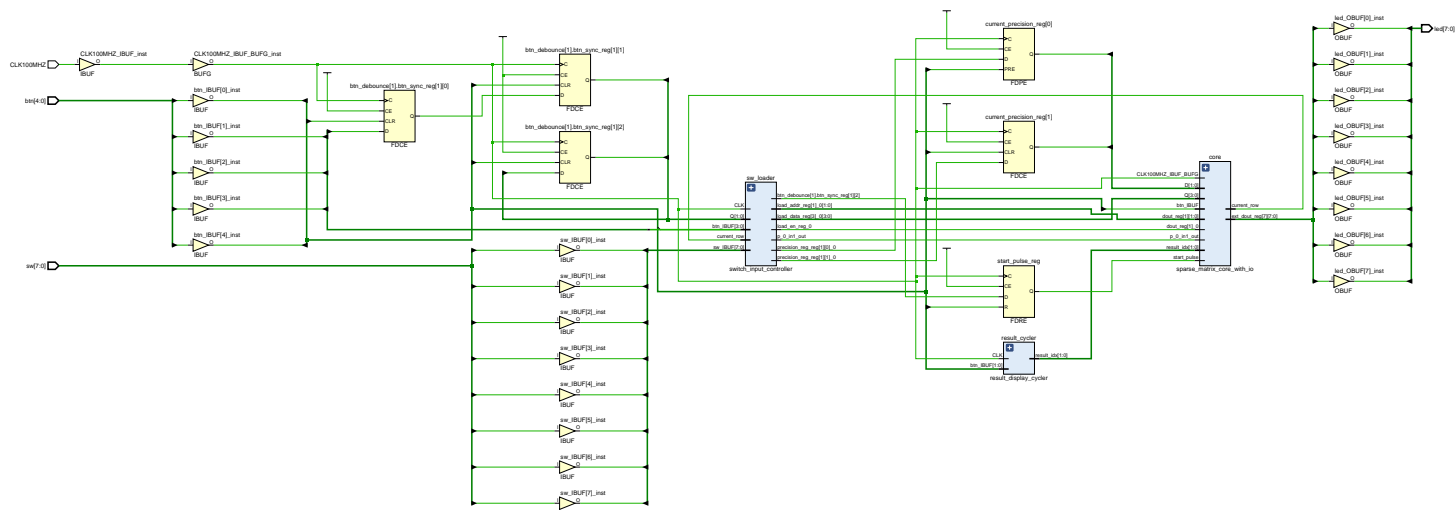 CLK100MHZ
CLK100MHZ_IBUF_inst
I
O
IBUF
CLK100MHZ_IBUF_BUFG_inst
I
O
BUFG
btn[4:0]
btn_IBUF[0]_inst
I
O
IBUF
btn_IBUF[1]_inst
I
O
IBUF
btn_IBUF[2]_inst
I
O
IBUF
btn_IBUF[3]_inst
I
O
IBUF
btn_IBUF[4]_inst
I
O
IBUF
sw[7:0]
btn_debounce[1].btn_sync_reg[1][0]
C
CE
CLR
D
Q
FDCE
btn_debounce[1].btn_sync_reg[1][1]
C
CE
CLR
D
Q
FDCE
btn_debounce[1].btn_sync_reg[1][2]
C
CE
CLR
D
Q
FDCE
sw_IBUF[0]_inst
I
O
IBUF
sw_IBUF[1]_inst
I
O
IBUF
sw_IBUF[2]_inst
I
O
IBUF
sw_IBUF[3]_inst
I
O
IBUF
sw_IBUF[4]_inst
I
O
IBUF
sw_IBUF[5]_inst
I
O
IBUF
sw_IBUF[6]_inst
I
O
IBUF
sw_IBUF[7]_inst
I
O
IBUF
sw_loader
CLK
Q[1:0]
btn_IBUF[3:0]
current_row
sw_IBUF[7:0]
btn_debounce[1].btn_sync_reg[1][2]
load_addr_reg[1]_0[1:0]
load_data_reg[3]_0[3:0]
load_en_reg_0
p_0_in1_out
precision_reg_reg[1][0]_0
precision_reg_reg[1][1]_0
switch_input_controller
current_precision_reg[0]
C
CE
D
PRE
Q
FDPE
current_precision_reg[1]
C
CE
CLR
D
Q
FDCE
start_pulse_reg
C
CE
D
R
Q
FDRE
result_cycler
CLK
btn_IBUF[1:0]
result_idx[1:0]
result_display_cycler
core
CLK100MHZ_IBUF_BUFG
D[1:0]
Q[3:0]
btn_IBUF
dout_reg[1][1:0]
dout_reg[1]_0
p_0_in1_out
result_idx[1:0]
start_pulse
current_row
ext_dout_reg[7][7:0]
sparse_matrix_core_with_io
led_OBUF[0]_inst
I
O
OBUF
led_OBUF[1]_inst
I
O
OBUF
led_OBUF[2]_inst
I
O
OBUF
led_OBUF[3]_inst
I
O
OBUF
led_OBUF[4]_inst
I
O
OBUF
led_OBUF[5]_inst
I
O
OBUF
led_OBUF[6]_inst
I
O
OBUF
led_OBUF[7]_inst
I
O
OBUF
led[7:0]